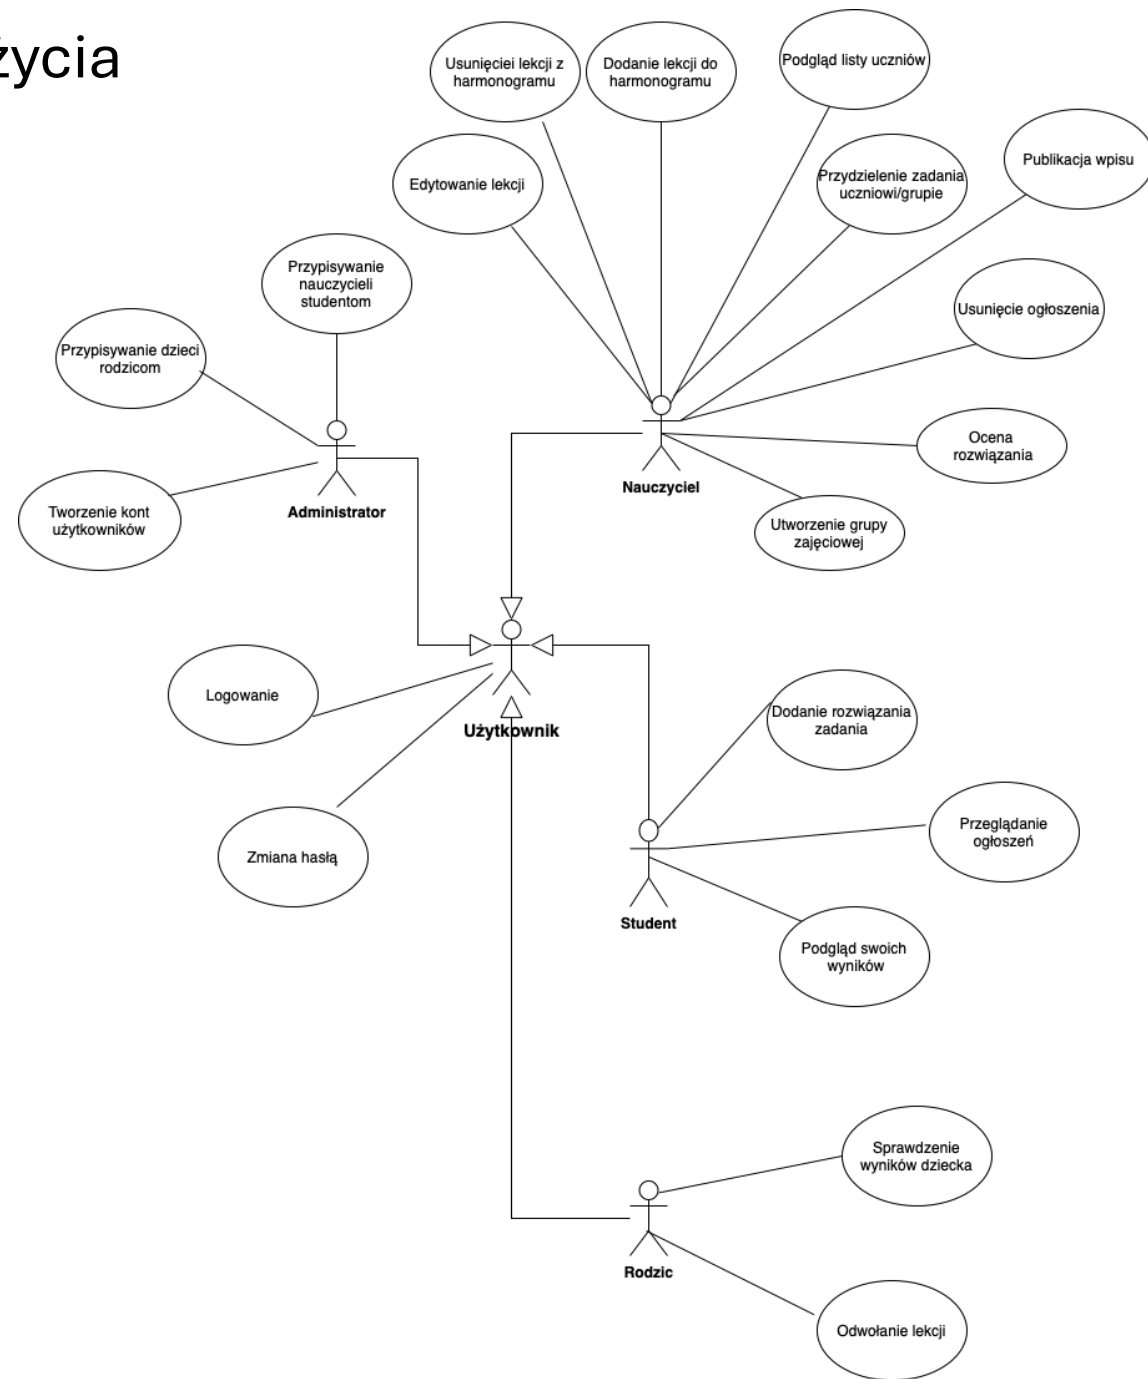 życia
Usunięciei lekcji z
harmonogramu
Dodanie lekcji do
harmonogramu
Podgląd listy uczniów
Edytowanie lekcji
Przydzielenie zadania
uczniowi/grupie
Publikacja wpisu
Przypisywanie
nauczycieli
studentom
Usunięcie ogłoszenia
Przypisywanie dzieci
rodzicom
Ocena
rozwiązania
Nauczyciel
Administrator
Tworzenie kont
użytkowników
Utworzenie grupy
zajęciowej
Logowanie
Użytkownik
Dodanie rozwiązania
zadania
Zmiana hasłą
Przeglądanie
ogłoszeń
Student
Podgląd swoich
wyników
Sprawdzenie
wyników dziecka
Rodzic
Odwołanie lekcji